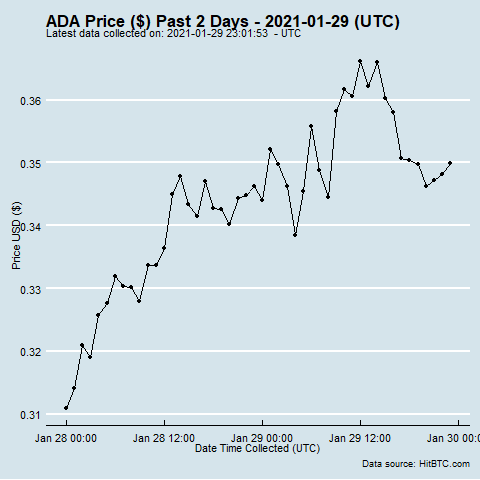 ADA Price ($) Past 2 Days - 2021-01-29 (UTC)
Latest data collected on: 2021-01-29 23:01:53 - UTC
0.36
0.35
0.34
0.33
0.32
0.31
Price USD ($)
Jan 28 00:00
Jan 28 12:00
Jan 29 00:00
Jan 29 12:00
Jan 30 00:0
Date Time Collected (UTC)
Data source: HitBTC.com